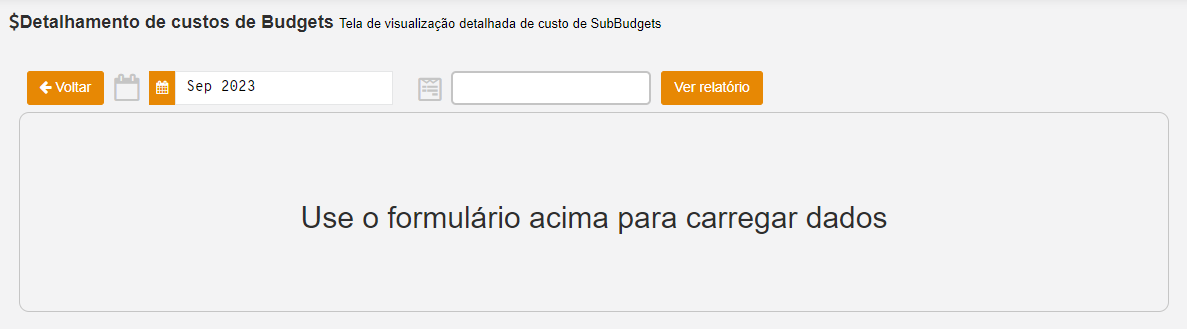 $Detalhamento de custos de Budgets Tela de visualização detalhada de custo de SubBudgets
Voltar Sep 2023 Ver relatório
Use o formulário acima para carregar dados